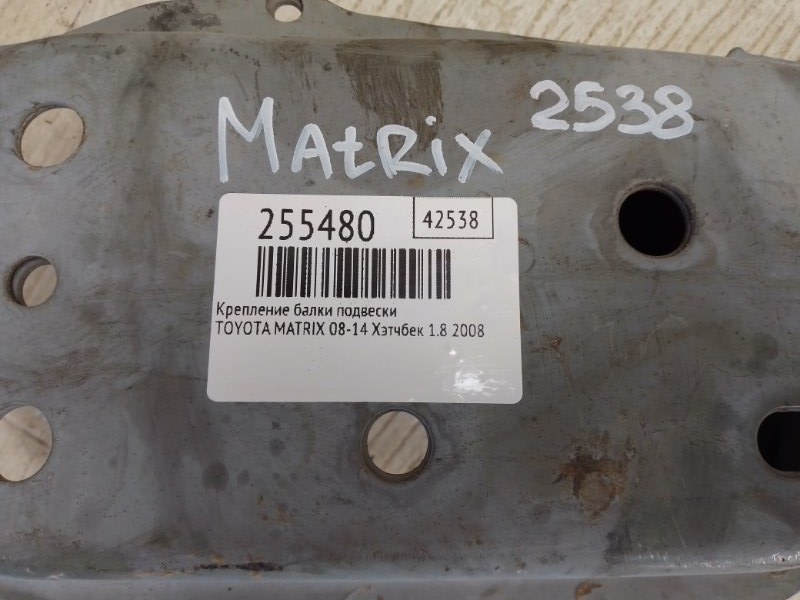 MAtRix 2538
255480 42538
Крепление балки подвески
TOYOTA MATRIX 08-14 Хэтчбек 1.8 2008